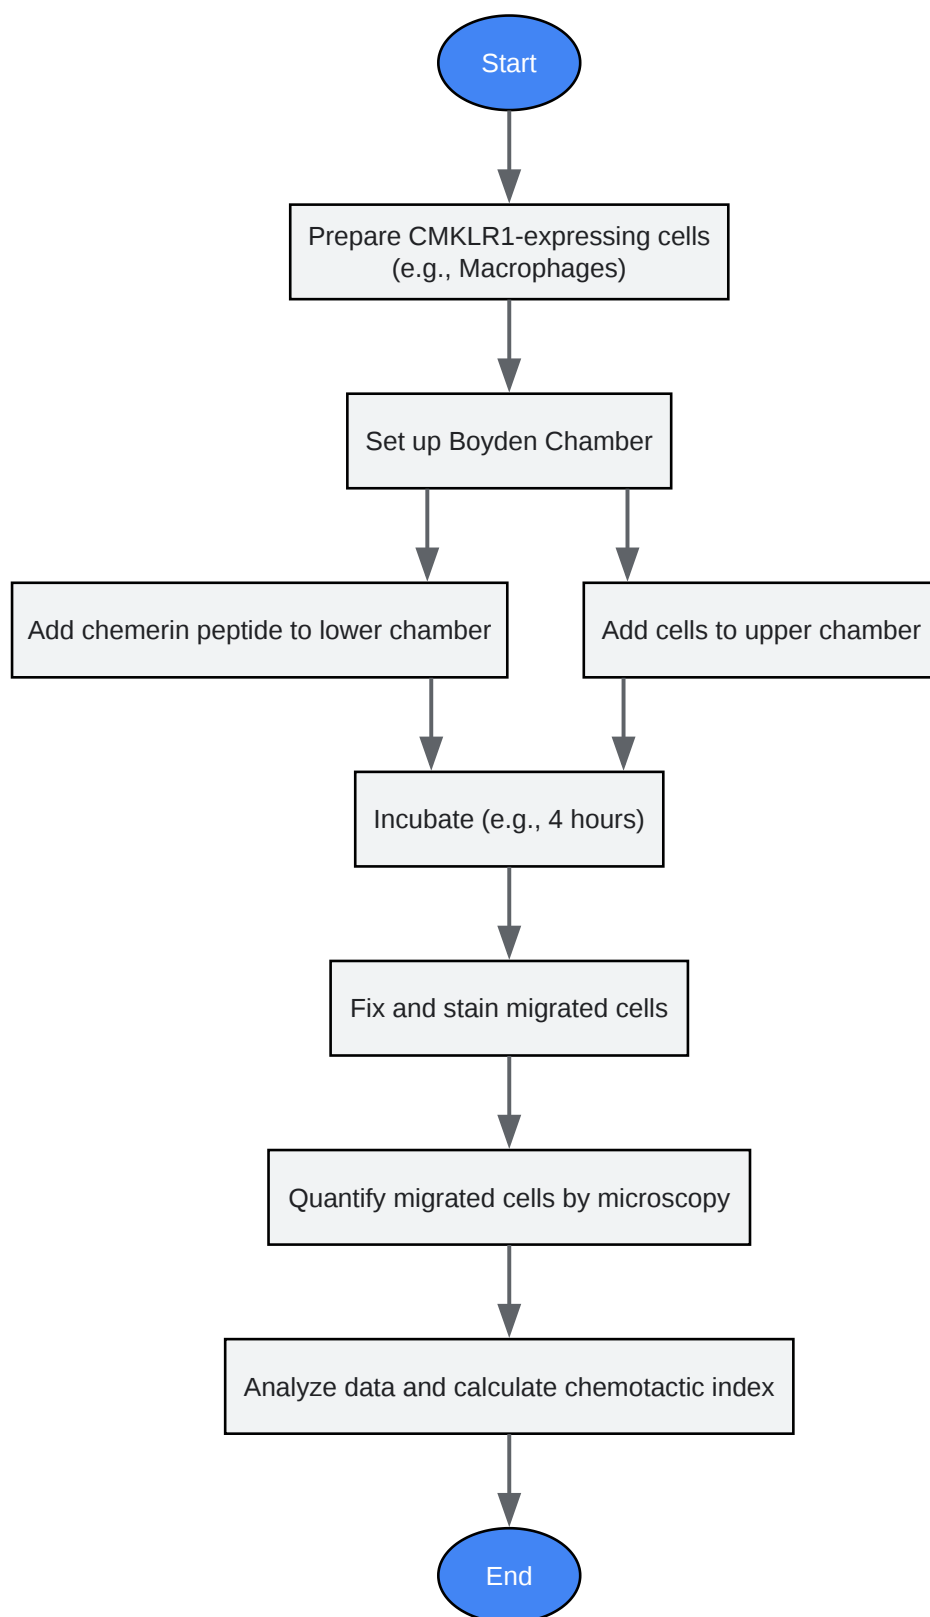 Start
Prepare CMKLR1-expressing cells
(e.g., Macrophages)
Set up Boyden Chamber
Add chemerin peptide to lower chamber
Add cells to upper chamber
Incubate (e.g., 4 hours)
Fix and stain migrated cells
Quantify migrated cells by microscopy
Analyze data and calculate chemotactic index
End